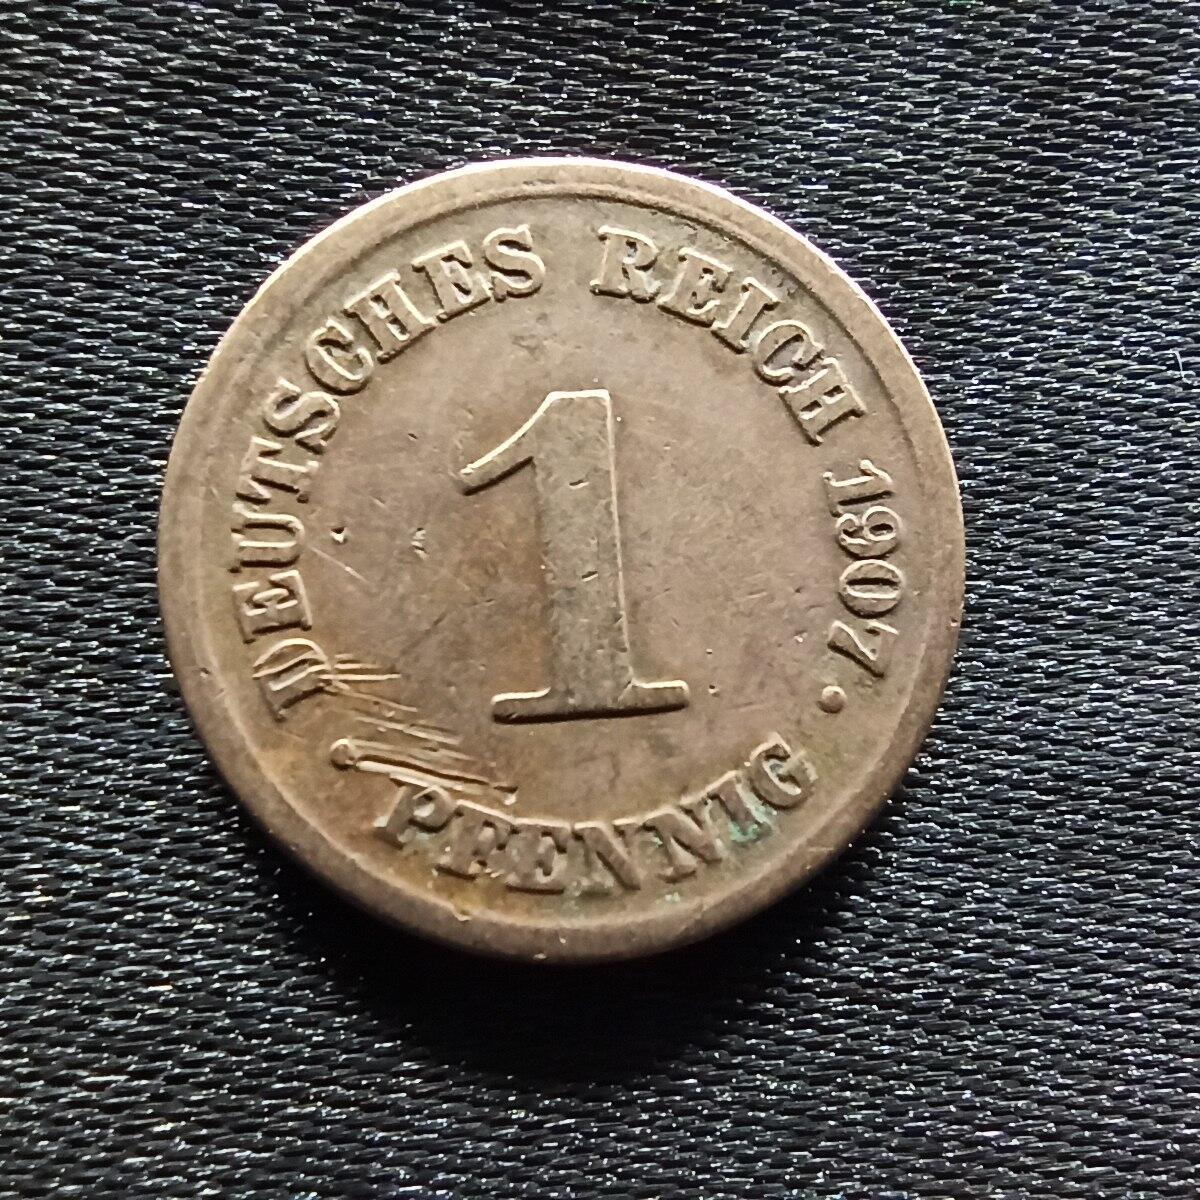 DEUTSCHES REICH 1907 •
1
PFENNIG